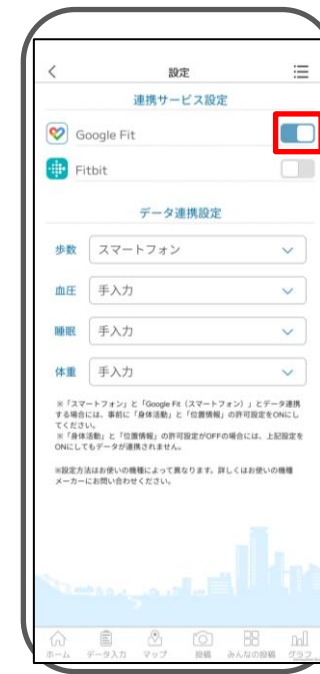 設定
連携サービス設定
Google Fit
Fitbit
データ連携設定
歩数 スマートフォン
血圧 手入力
睡眠 手入力
体重 手入力
※「スマートフォン」と「Google Fit（スマートフォン）」とデータ連携
する場合には、事前に「身体活動」と「位置情報」の許可設定をONにし
てください。
※「身体活動」と「位置情報」の許可設定がOFFの場合には、上記設定を
ONにしてもデータが連携されません。
※設定方法はお使いの機種によって異なります。詳しくはお使いの機種
メーカーにお問い合わせください。
ホーム データ入力 マップ 投稿 みんなの投稿 グラフ